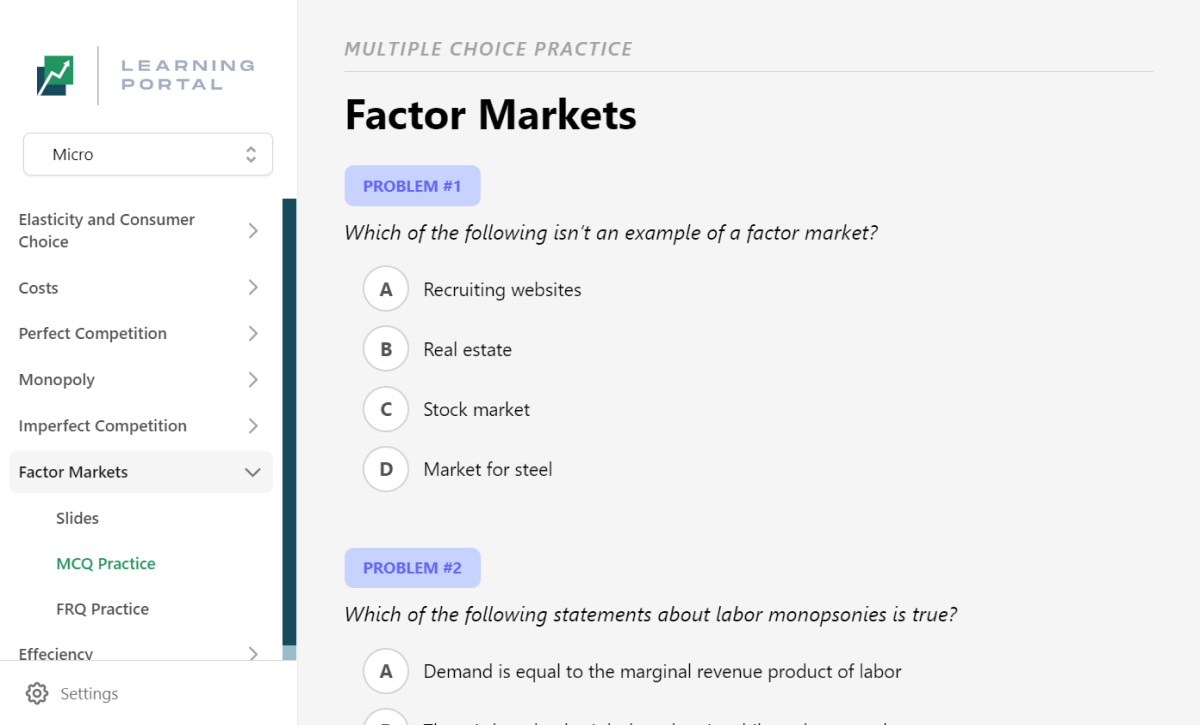 LEARNING
PORTAL
Micro
Elasticity and Consumer
Choice
Costs
Perfect Competition
Monopoly
Imperfect Competition
Factor Markets
Slides
MCQ Practice
FRQ Practice
Effeciency
Settings
MULTIPLE CHOICE PRACTICE
Factor Markets
PROBLEM #1
Which of the following isn't an example of a factor market?
A Recruiting websites
B Real estate
C Stock market
D Market for steel
PROBLEM #2
Which of the following statements about labor monopsonies is true?
A Demand is equal to the marginal revenue product of labor